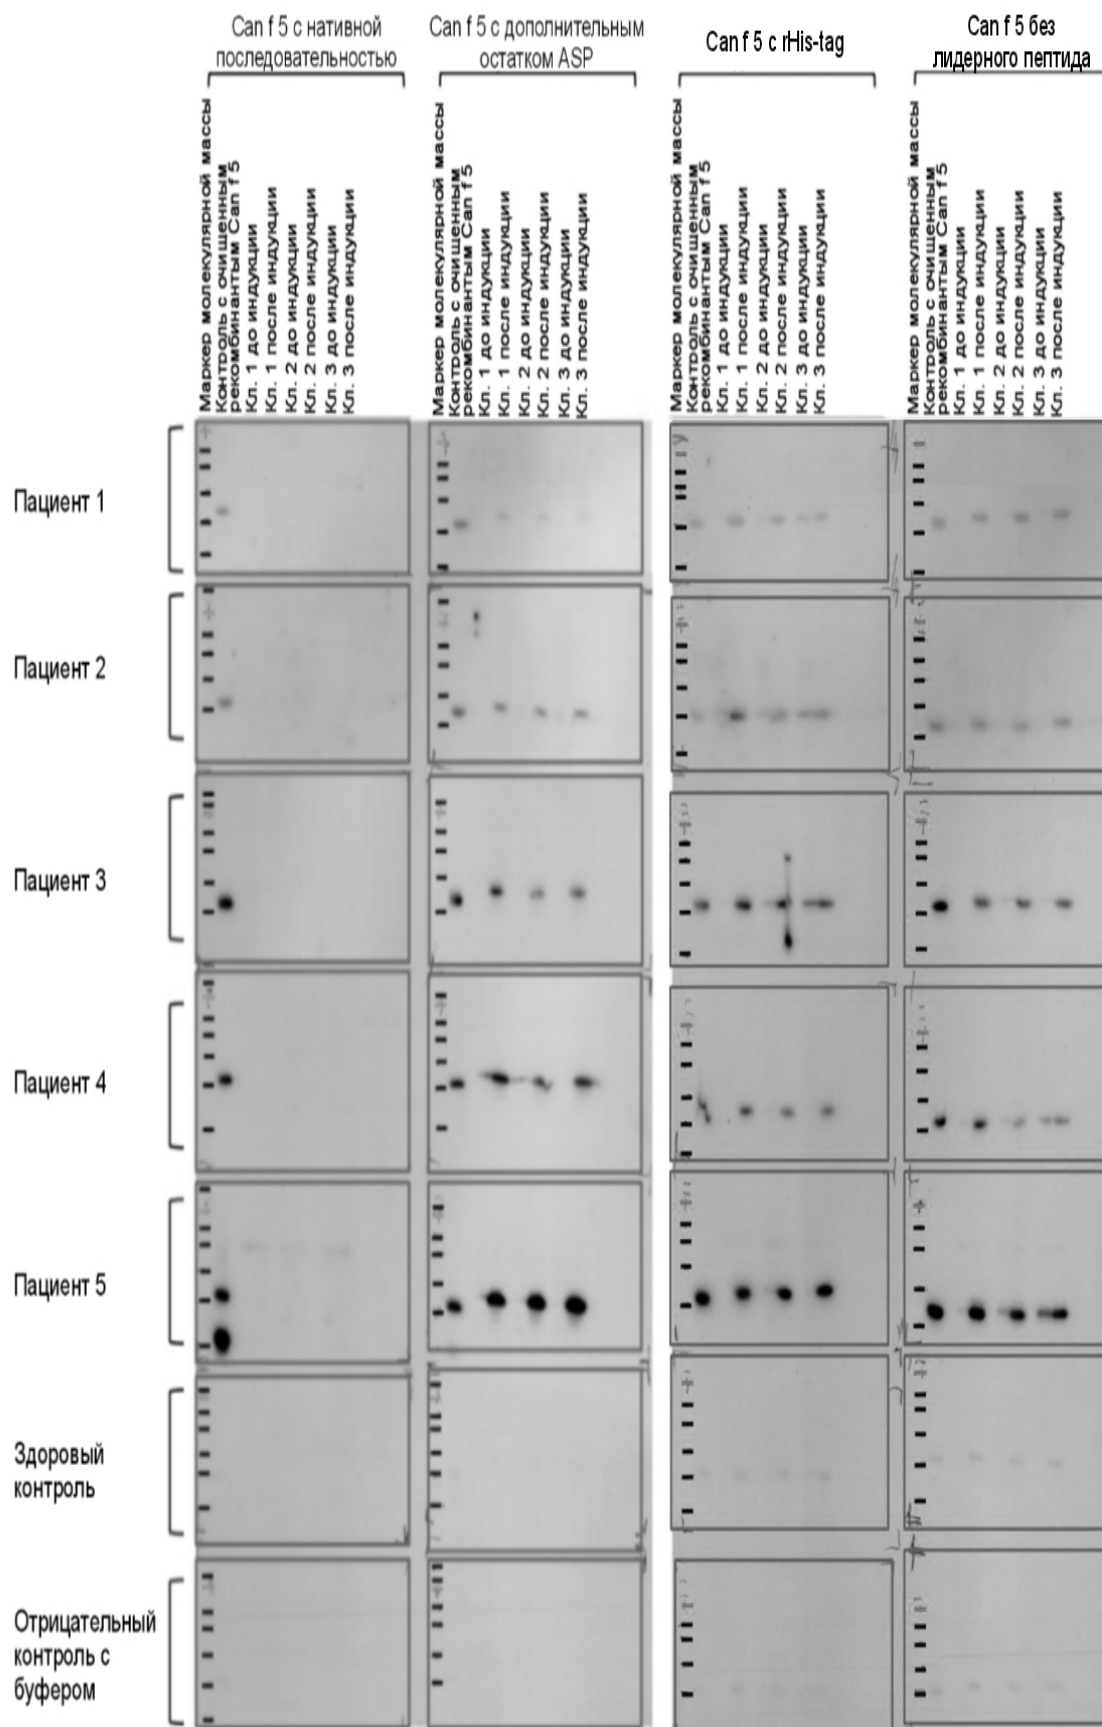 Can f 5 с нативной
последовательностью
Can f 5 с дополнительным
остатком ASP
Can f 5 с rHis-tag
Can f 5 без
лидерного пептида
Маркер молекулярной массы
Контроль с очищенным
рекомбинантым Can f 5
Кл. 1 до индукции
Кл. 1 после индукции
Кл. 2 до индукции
Кл. 2 после индукции
Кл. 3 до индукции
Кл. 3 после индукции
Маркер молекулярной массы
Контроль с очищенным
рекомбинантым Can f 5
Кл. 1 до индукции
Кл. 1 после индукции
Кл. 2 до индукции
Кл. 2 после индукции
Кл. 3 до индукции
Кл. 3 после индукции
Маркер молекулярной массы
Контроль с очищенным
рекомбинантым Can f 5
Кл. 1 до индукции
Кл. 1 после индукции
Кл. 2 до индукции
Кл. 2 после индукции
Кл. 3 до индукции
Кл. 3 после индукции
Маркер молекулярной массы
Контроль с очищенным
рекомбинантым Can f 5
Кл. 1 до индукции
Кл. 1 после индукции
Кл. 2 до индукции
Кл. 2 после индукции
Кл. 3 до индукции
Кл. 3 после индукции
Пациент 1
Пациент 2
Пациент 3
Пациент 4
Пациент 5
Здоровый
контроль
Отрицательный
контроль с
буфером